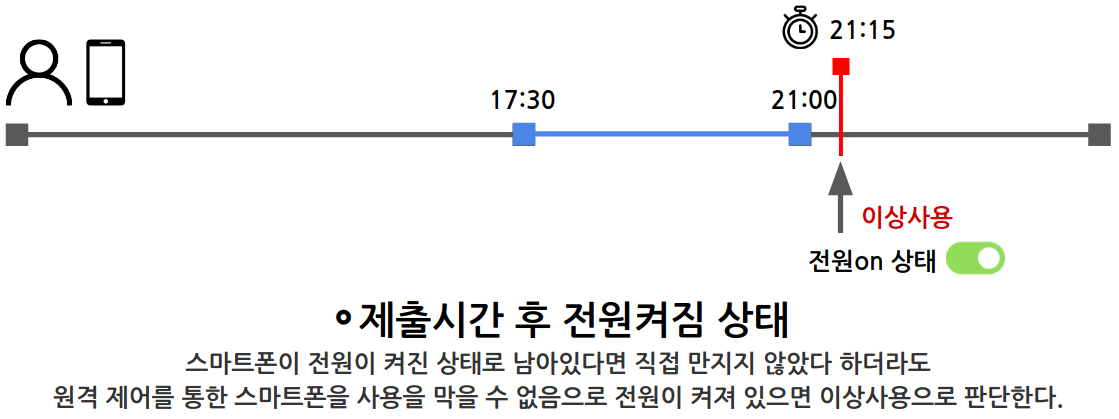 21:15
17:30
21:00
이상사용
전원on 상태
제출시간 후 전원켜짐 상태
스마트폰이 전원이 켜진 상태로 남아있다면 직접 만지지 않았다 하더라도
원격 제어를 통한 스마트폰을 사용을 막을 수 없음으로 전원이 켜져 있으면 이상사용으로 판단한다.